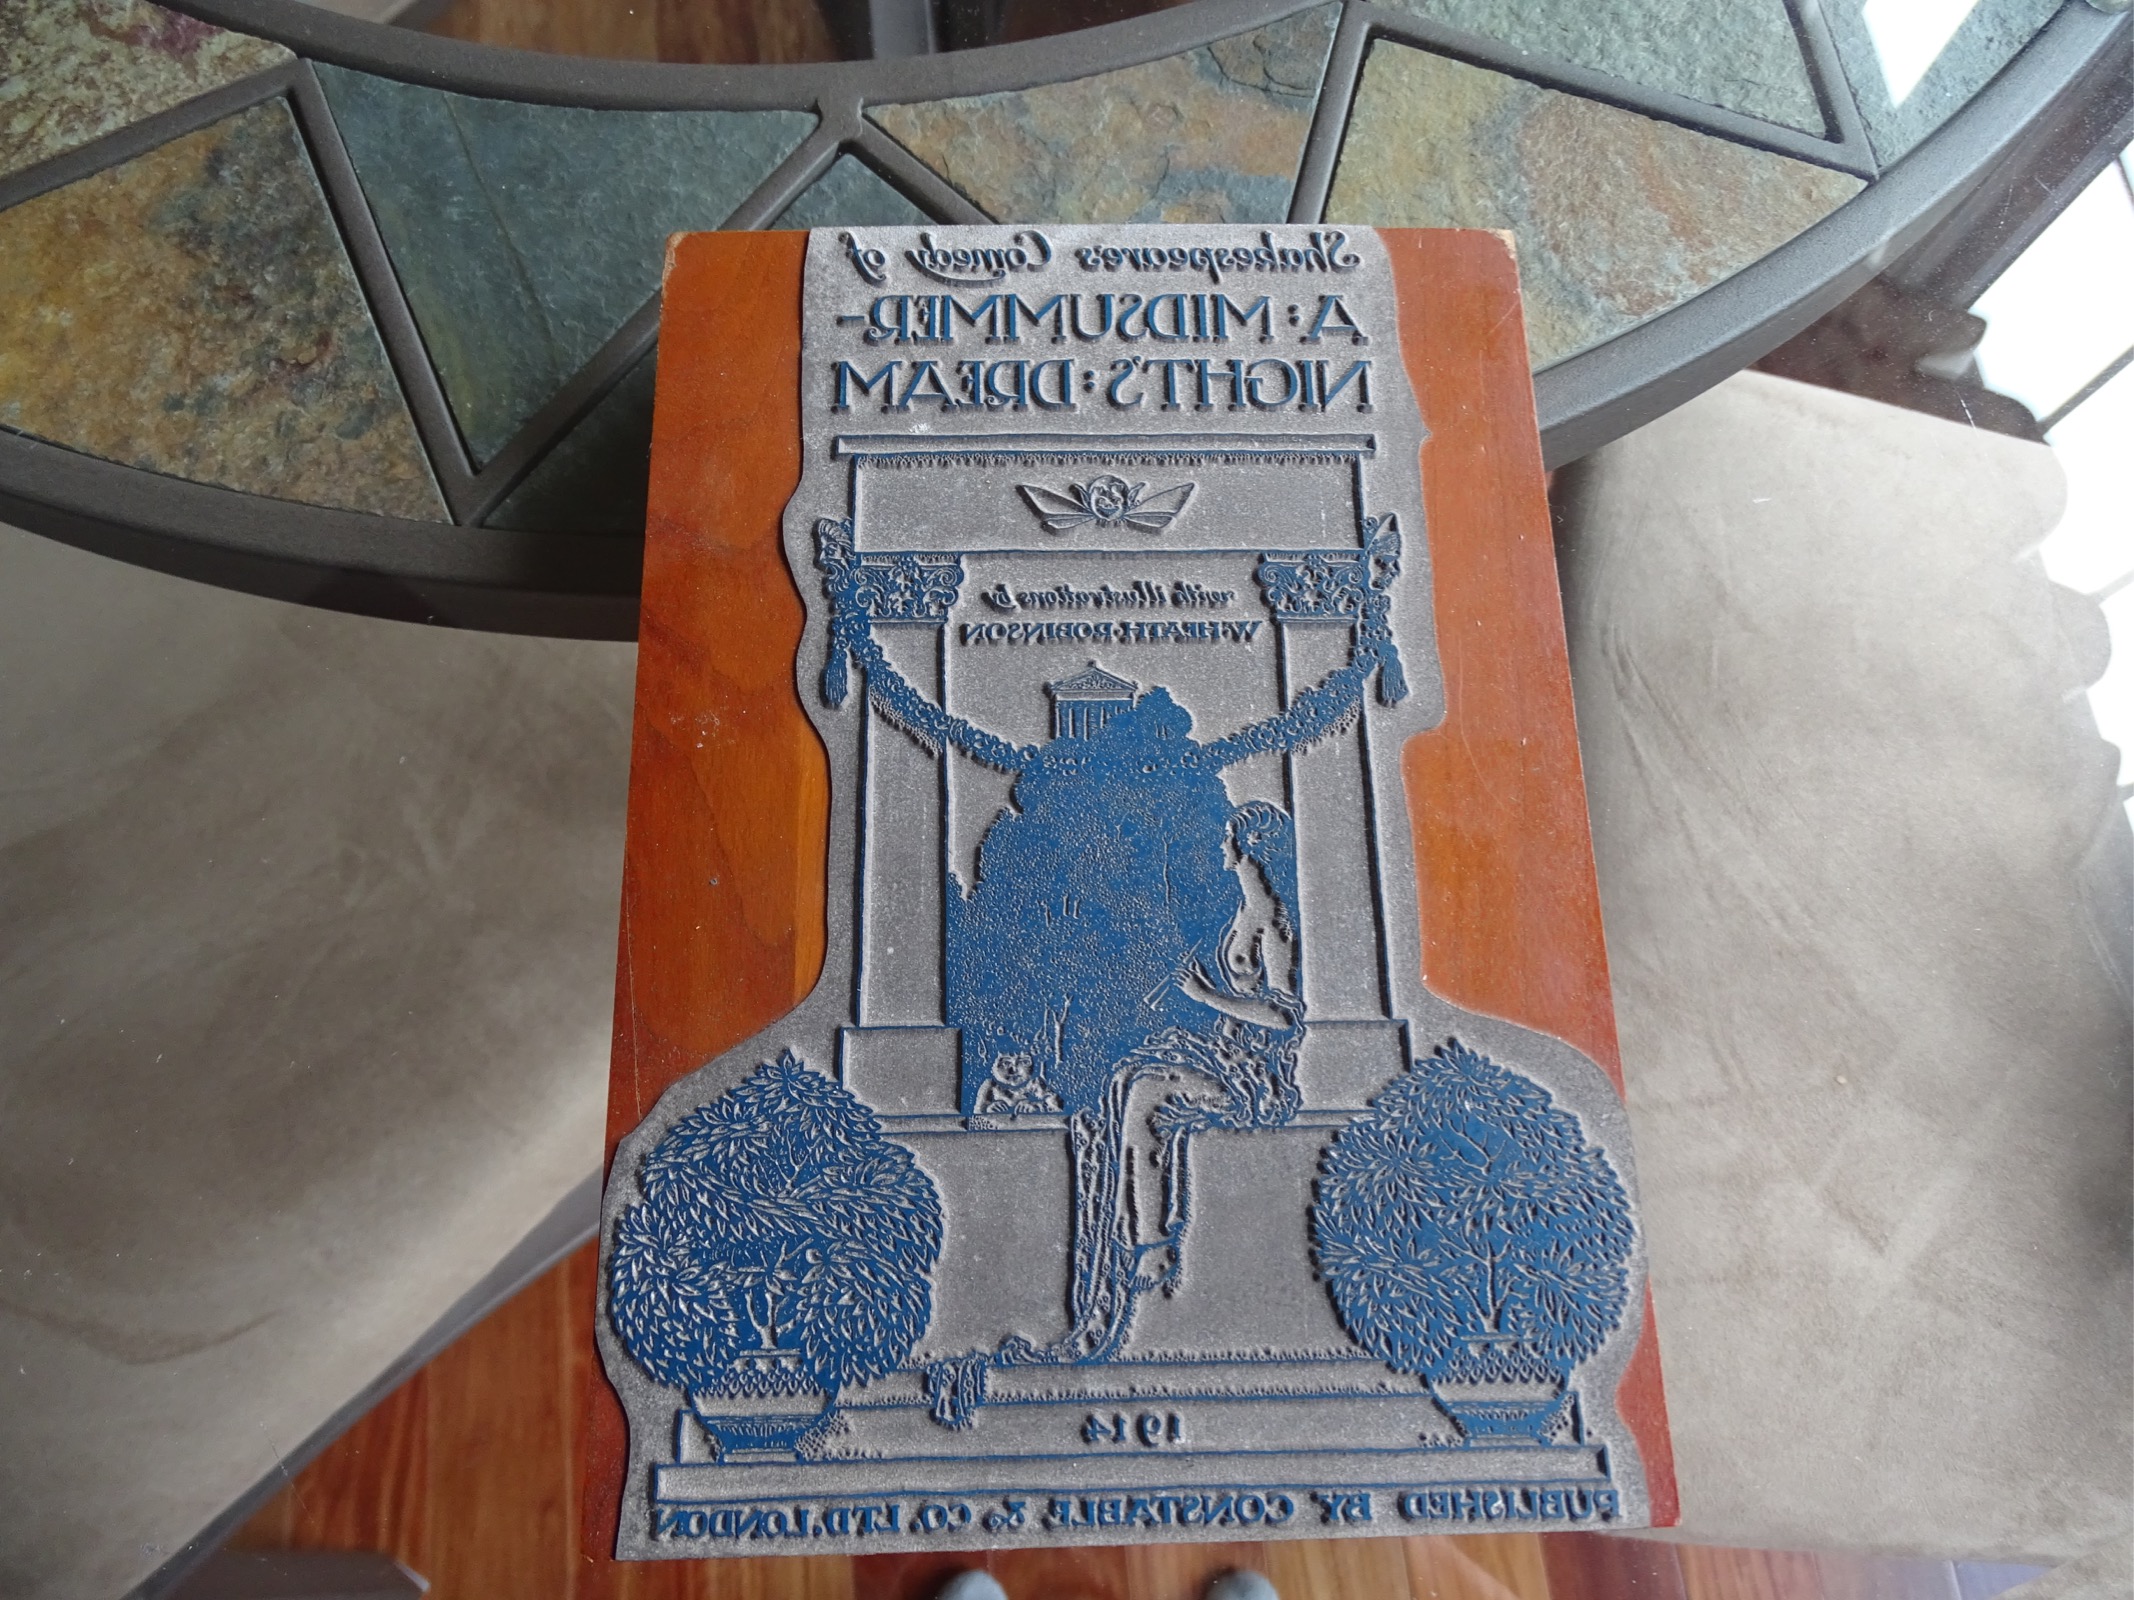 Shakespeare's Comedy of
A : MIDSUMMER-
NIGHT'S : DREAM
with illustrations by
W·HEATH·ROBINSON
1914
PUBLISHED BY CONSTABLE & CO. LTD. LONDON